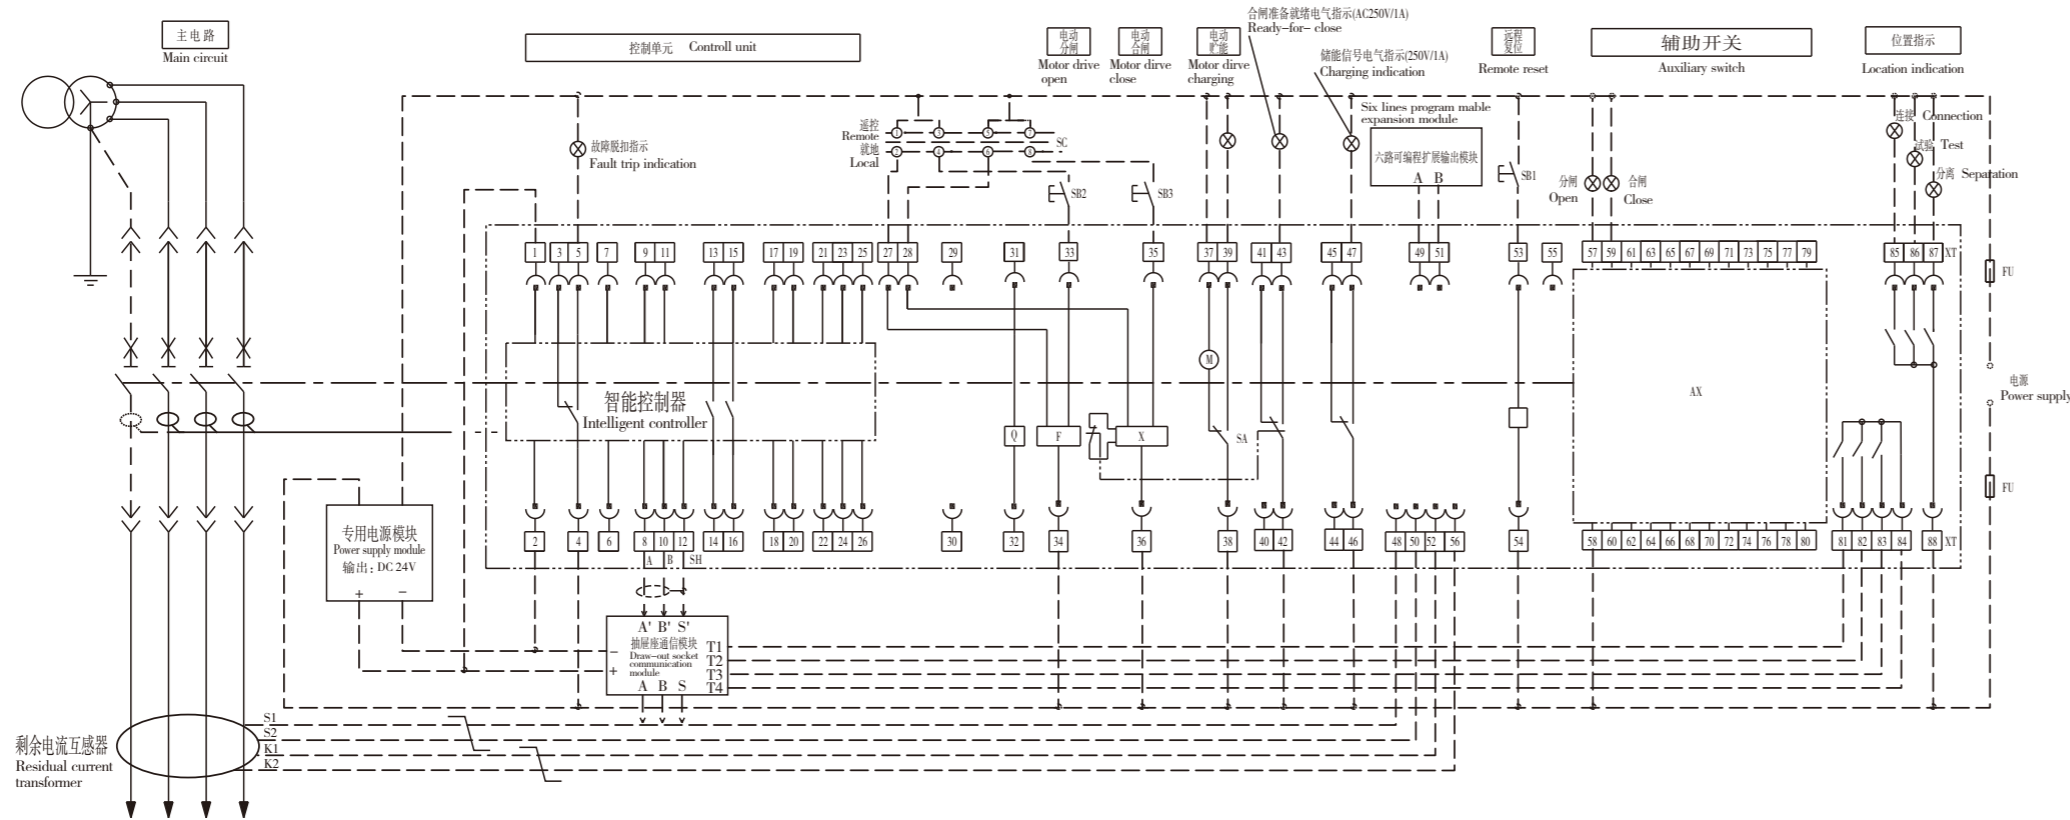 主电路
Main circuit
控制单元 Controll unit
电动
分闸
Motor drive
open
电动
合闸
Motor dirve
close
电动
贮能
Motor dirve
charging
合闸准备就绪电气指示(AC250V/1A)
Ready-for- close
储能信号电气指示(250V/1A)
Charging indication
远程
复位
Remote reset
辅助开关
Auxiliary switch
位置指示
Location indication
故障脱扣指示
Fault trip indication
遥控
Remote
就地
Local
1 3 5 7
2 4 6 8
SC
SB2
SB3
Six lines program mable
expansion module
六路可编程扩展输出模块
A B
SB1
分闸
Open
合闸
Close
连接 Connection
试验 Test
分离 Separation
1 3 5 7 9 11 13 15 17 19 21 23 25 27 28 29 31 33 35 37 39 41 43 45 47 49 51 53 55 57 59 61 63 65 67 69 71 73 75 77 79 85 86 87 XT
FU
M
智能控制器
Intelligent controller
Q
F
X
SA
AX
电源
Power supply
FU
专用电源模块
Power supply module
输出: DC 24V
+ −
2 4 6 8 10 12 14 16 18 20 22 24 26 30 32 34 36 38 40 42 44 46 48 50 52 56 54 58 60 62 64 66 68 70 72 74 76 78 80 81 82 83 84 88 XT
A B SH
A' B' S'
抽屉座通信模块
Draw-out socket
communication
module
−
+
T1
T2
T3
T4
A B S
S1
S2
K1
K2
剩余电流互感器
Residual current
transformer